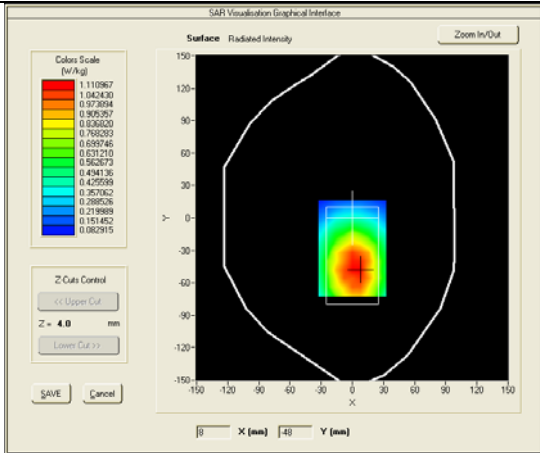 SAR Visualisation Graphical Interface
Surface Radiated Intensity
Zoom In/Out
Colors Scale
(W/kg)
1.110967
1.042430
0.973894
0.905357
0.836820
0.768283
0.699746
0.631210
0.562673
0.494136
0.425599
0.357062
0.288526
0.219989
0.151452
0.082915
Z-Cuts Control
<< Upper Cut
Z = 4.0 mm
Lower Cut >>
SAVE Cancel
150
120
90
60
30
0
-30
-60
-90
-120
-150
Y
-150 -120 -90 -60 -30 0 30 60 90 120 150
X
8 X (mm) -48 Y (mm)